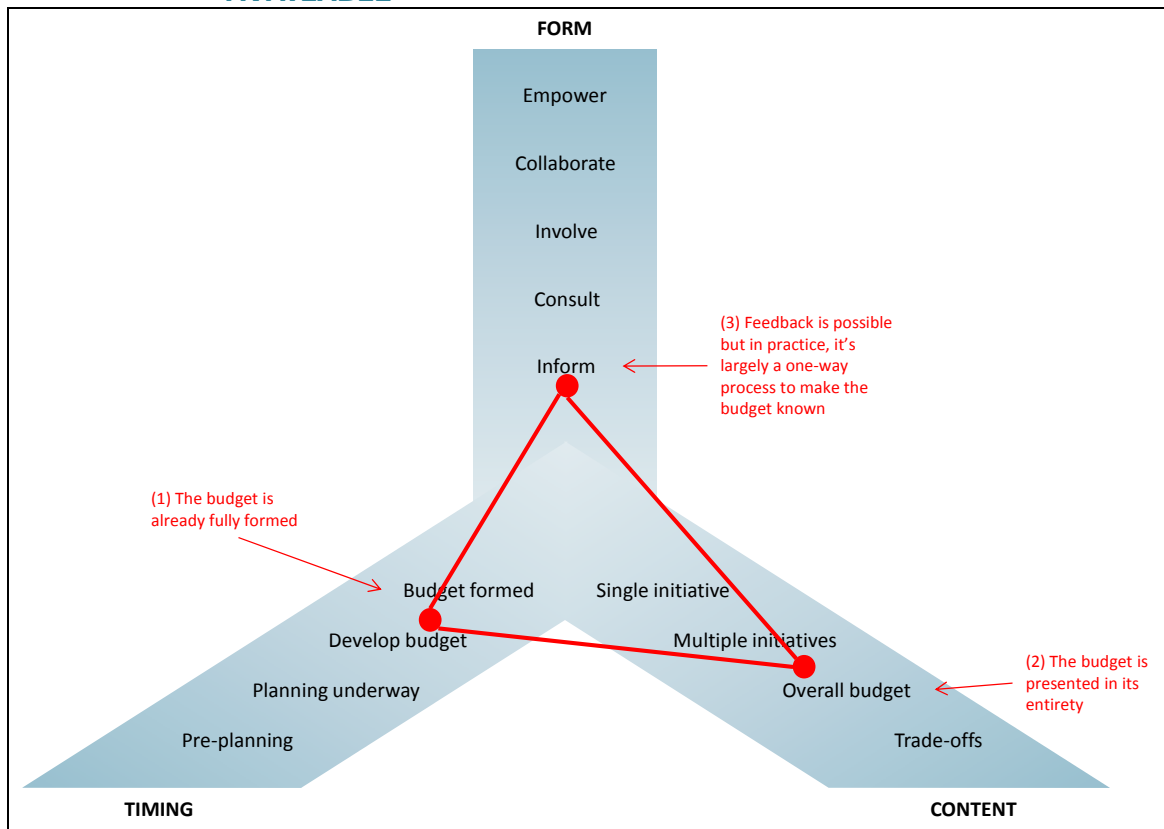 FORM
Empower
Collaborate
Involve
Consult
Inform
(3) Feedback is possible
but in practice, it's
largely a one-way
process to make the
budget known
(1) The budget is
already fully formed
Budget formed
Develop budget
Planning underway
Pre-planning
Single initiative
Multiple initiatives
Overall budget
Trade-offs
(2) The budget is
presented in its
entirety
TIMING
CONTENT